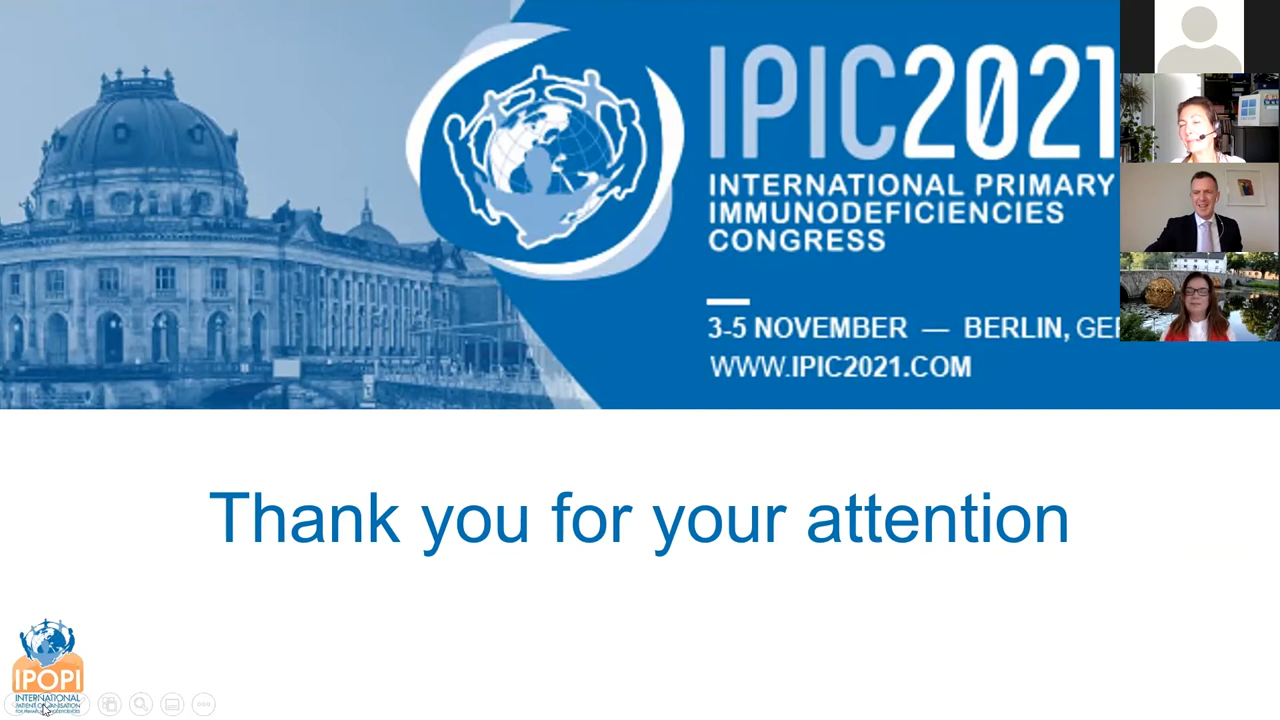 IPIC2021
INTERNATIONAL PRIMARY
IMMUNODEFICIENCIES
CONGRESS
3-5 NOVEMBER — BERLIN, GE
WWW.IPIC2021.COM
Thank you for your attention
IPOPI
INTERNATIONAL